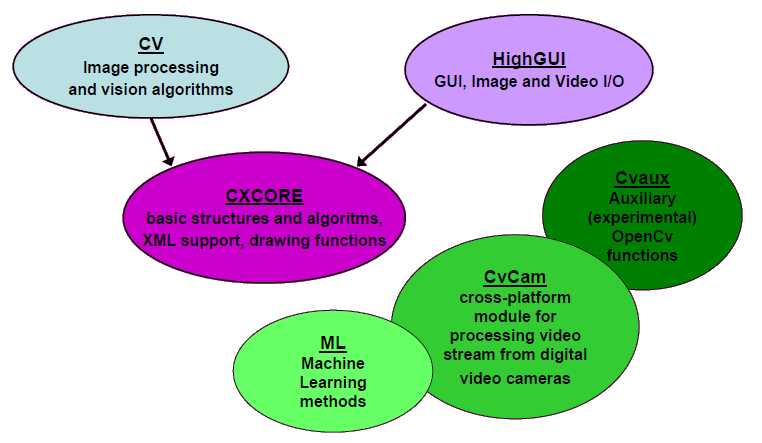 CV
Image processing
and vision algorithms
HighGUI
GUI, Image and Video I/O
CXCORE
basic structures and algoritms,
XML support, drawing functions
Cvaux
Auxiliary
(experimental)
OpenCv
functions
CvCam
cross-platform
module for
processing video
stream from digital
video cameras
ML
Machine
Learning
methods